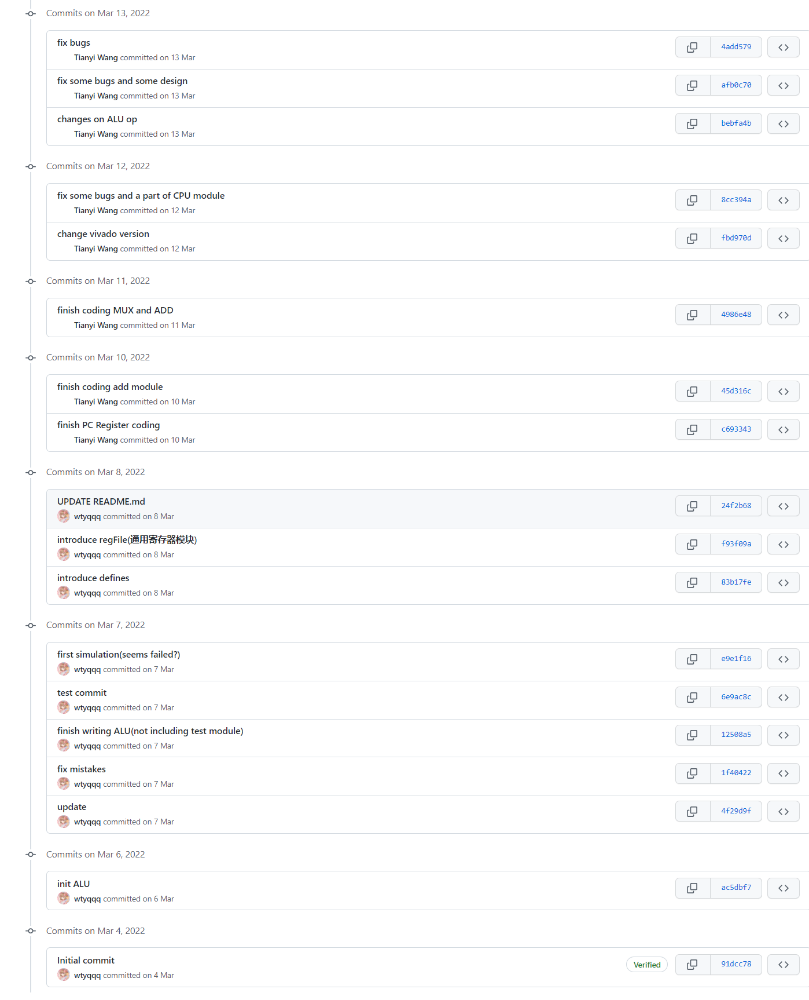 Commits on Mar 13, 2022
fix bugs
4add579
Tianyi Wang committed on 13 Mar
fix some bugs and some design
afb0c70
Tianyi Wang committed on 13 Mar
changes on ALU op
bebfa4b
Tianyi Wang committed on 13 Mar
Commits on Mar 12, 2022
fix some bugs and a part of CPU module
8cc394a
Tianyi Wang committed on 12 Mar
change vivado version
fbd970d
Tianyi Wang committed on 12 Mar
Commits on Mar 11, 2022
finish coding MUX and ADD
4986e48
Tianyi Wang committed on 11 Mar
Commits on Mar 10, 2022
finish coding add module
45d316c
Tianyi Wang committed on 10 Mar
finish PC Register coding
c693343
Tianyi Wang committed on 10 Mar
Commits on Mar 8, 2022
UPDATE README.md
24f2b68
wtyqqq committed on 8 Mar
introduce regFile(通用寄存器模块)
f93f09a
wtyqqq committed on 8 Mar
introduce defines
83b17fe
wtyqqq committed on 8 Mar
Commits on Mar 7, 2022
first simulation(seems failed?)
e9e1f16
wtyqqq committed on 7 Mar
test commit
6e9ac8c
wtyqqq committed on 7 Mar
finish writing ALU(not including test module)
12508a5
wtyqqq committed on 7 Mar
fix mistakes
1f40422
wtyqqq committed on 7 Mar
update
4f29d9f
wtyqqq committed on 7 Mar
Commits on Mar 6, 2022
init ALU
ac5dbf7
wtyqqq committed on 6 Mar
Commits on Mar 4, 2022
Initial commit
Verified
91dcc78
wtyqqq committed on 4 Mar